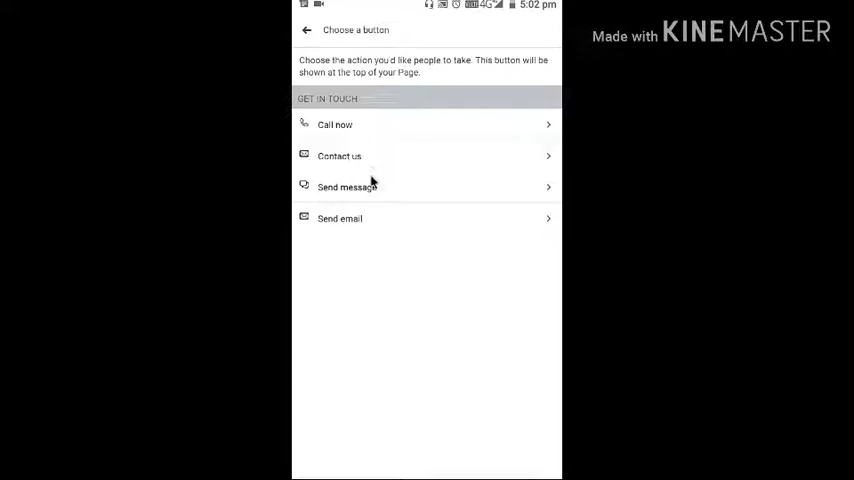 5:02 pm
4G
Made with KINEMASTER
Choose a button
Choose the action you'd like people to take. This button will be
shown at the top of your Page.
GET IN TOUCH
Call now
Contact us
Send message
Send email